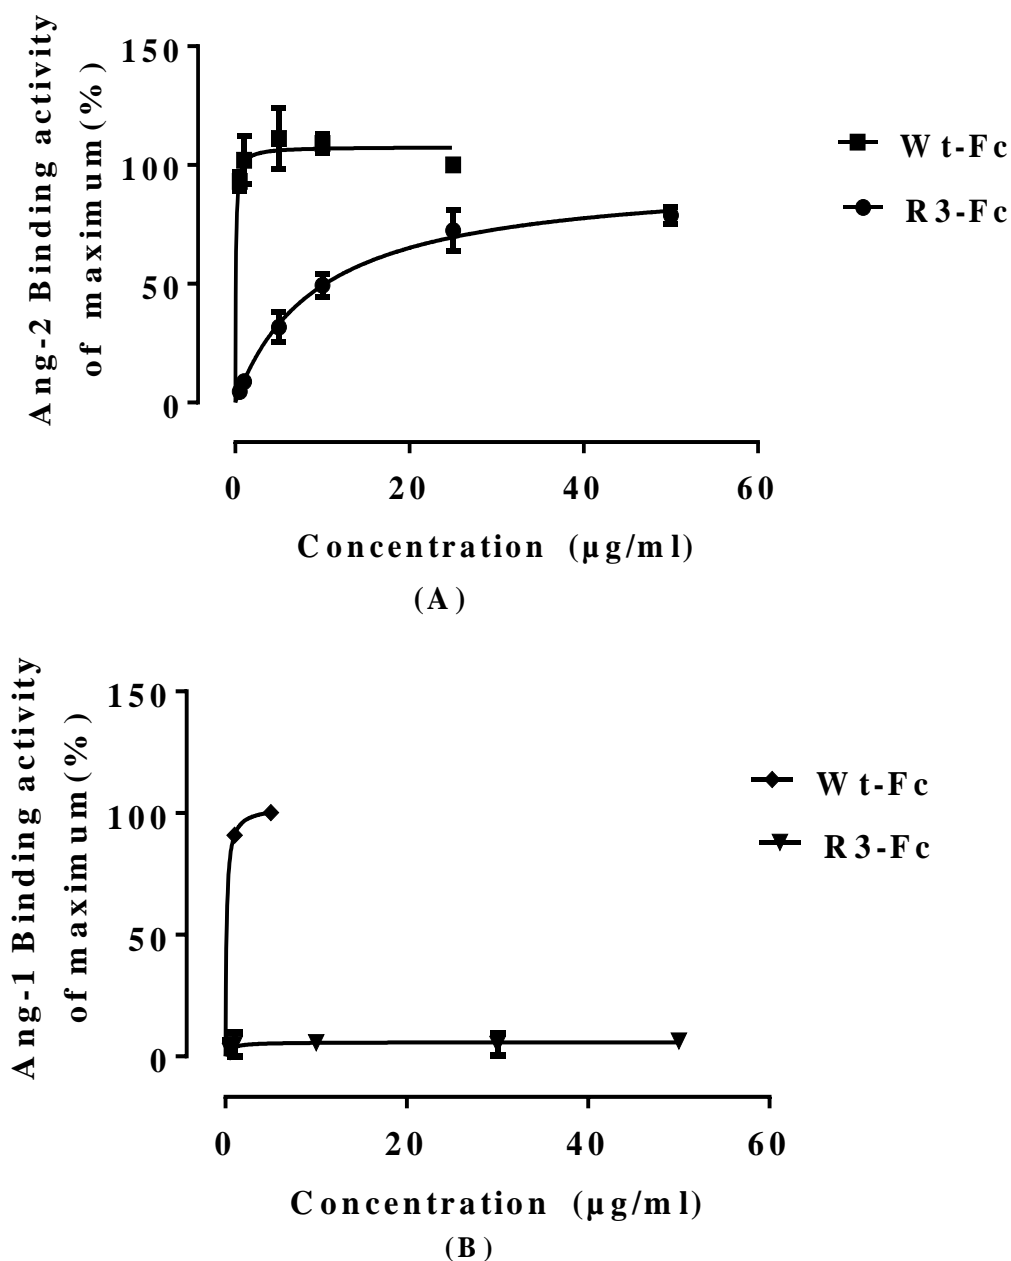 Ang-2 Binding activity
of maximum(%)
150
100
50
0
0 20 40 60
Concentration (µg/ml)
(A)
Wt-Fc
R3-Fc
Ang-1 Binding activity
of maximum(%)
150
100
50
0
0 20 40 60
Concentration (µg/ml)
(B)
Wt-Fc
R3-Fc